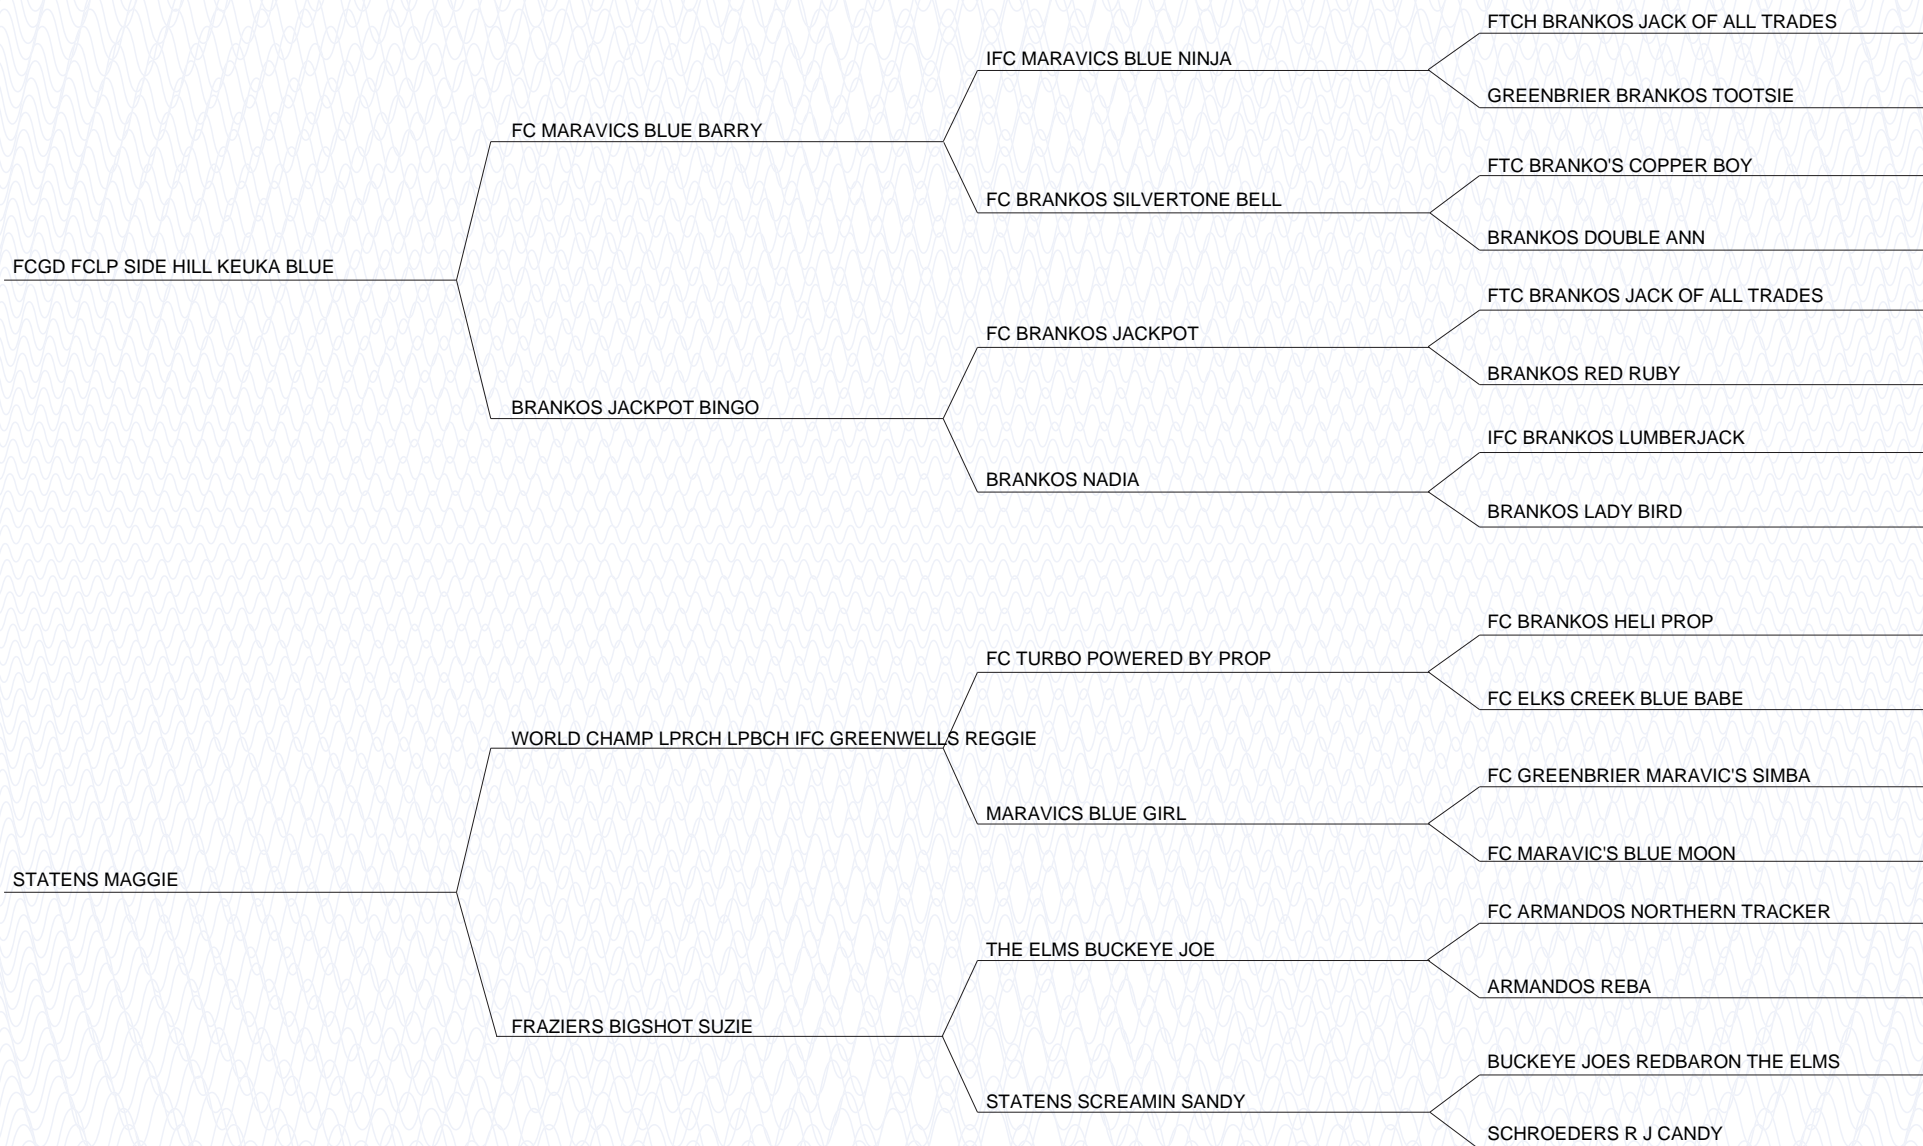 FTCH BRANKOS JACK OF ALL TRADES
IFC MARAVICS BLUE NINJA
GREENBRIER BRANKOS TOOTSIE
FC MARAVICS BLUE BARRY
FTC BRANKO'S COPPER BOY
FC BRANKOS SILVERTONE BELL
BRANKOS DOUBLE ANN
FCGD FCLP SIDE HILL KEUKA BLUE
FTC BRANKOS JACK OF ALL TRADES
FC BRANKOS JACKPOT
BRANKOS RED RUBY
BRANKOS JACKPOT BINGO
IFC BRANKOS LUMBERJACK
BRANKOS NADIA
BRANKOS LADY BIRD
FC BRANKOS HELI PROP
FC TURBO POWERED BY PROP
FC ELKS CREEK BLUE BABE
WORLD CHAMP LPRCH LPBCH IFC GREENWELLS REGGIE
FC GREENBRIER MARAVIC'S SIMBA
MARAVICS BLUE GIRL
FC MARAVIC'S BLUE MOON
STATENS MAGGIE
FC ARMANDOS NORTHERN TRACKER
THE ELMS BUCKEYE JOE
ARMANDOS REBA
FRAZIERS BIGSHOT SUZIE
BUCKEYE JOES REDBARON THE ELMS
STATENS SCREAMIN SANDY
SCHROEDERS R J CANDY